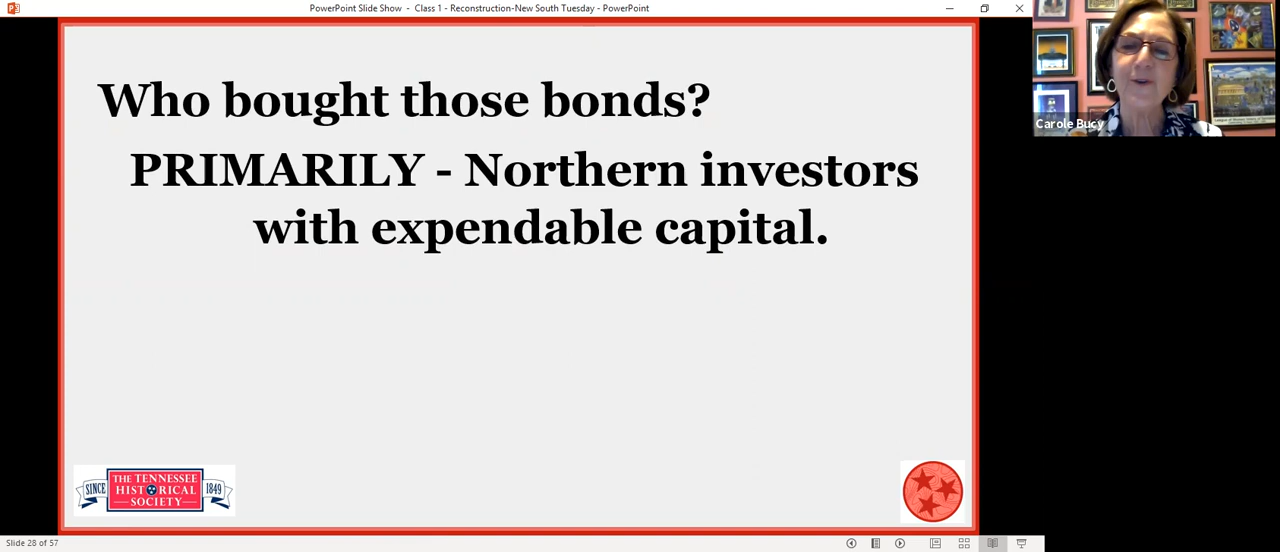 PowerPoint Slide Show - Class 1 - Reconstruction-New South Tuesday - PowerPoint
Who bought those bonds?
PRIMARILY - Northern investors
with expendable capital.
Carole Bucy
SINCE
THE TENNESSEE
HISTORICAL
SOCIETY
1849
Slide 28 of 57